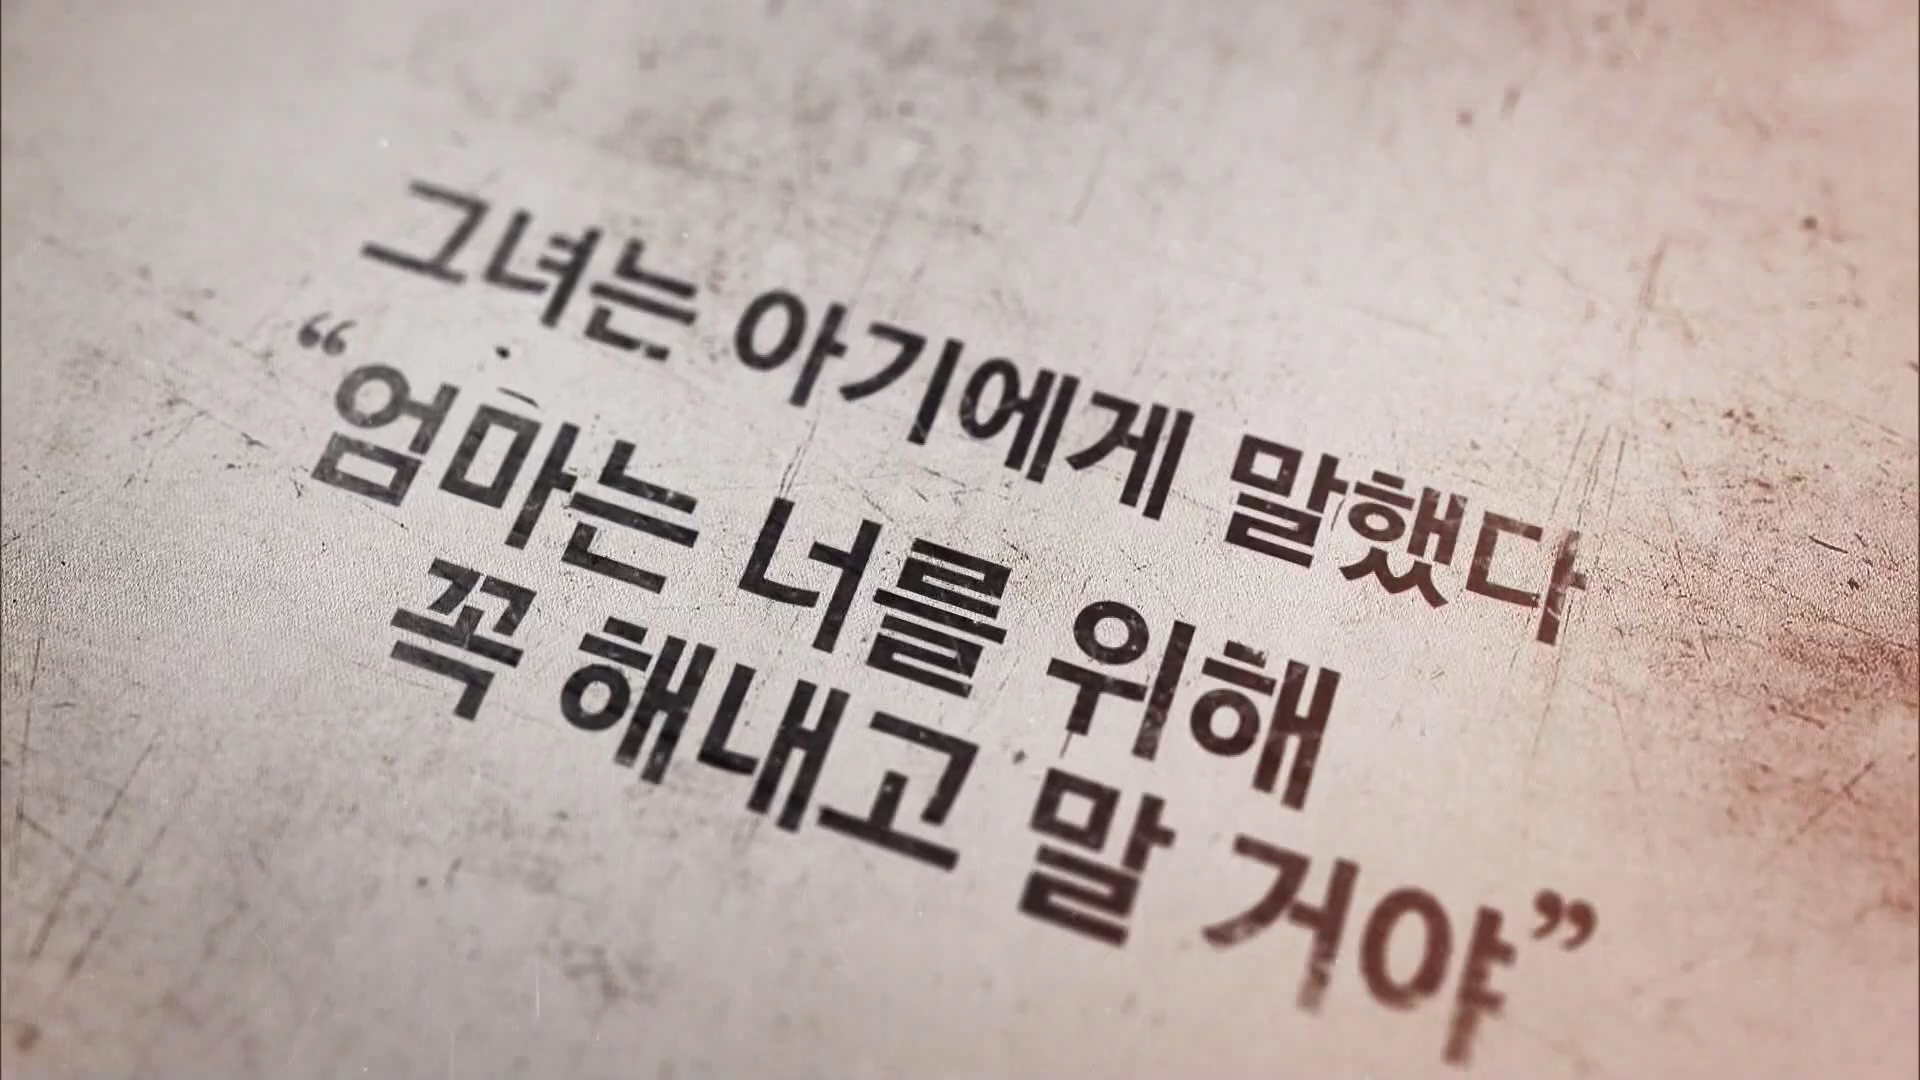 그녀는 아기에게 말했다
“엄마는 너를 위해
꼭 해내고 말 거야”